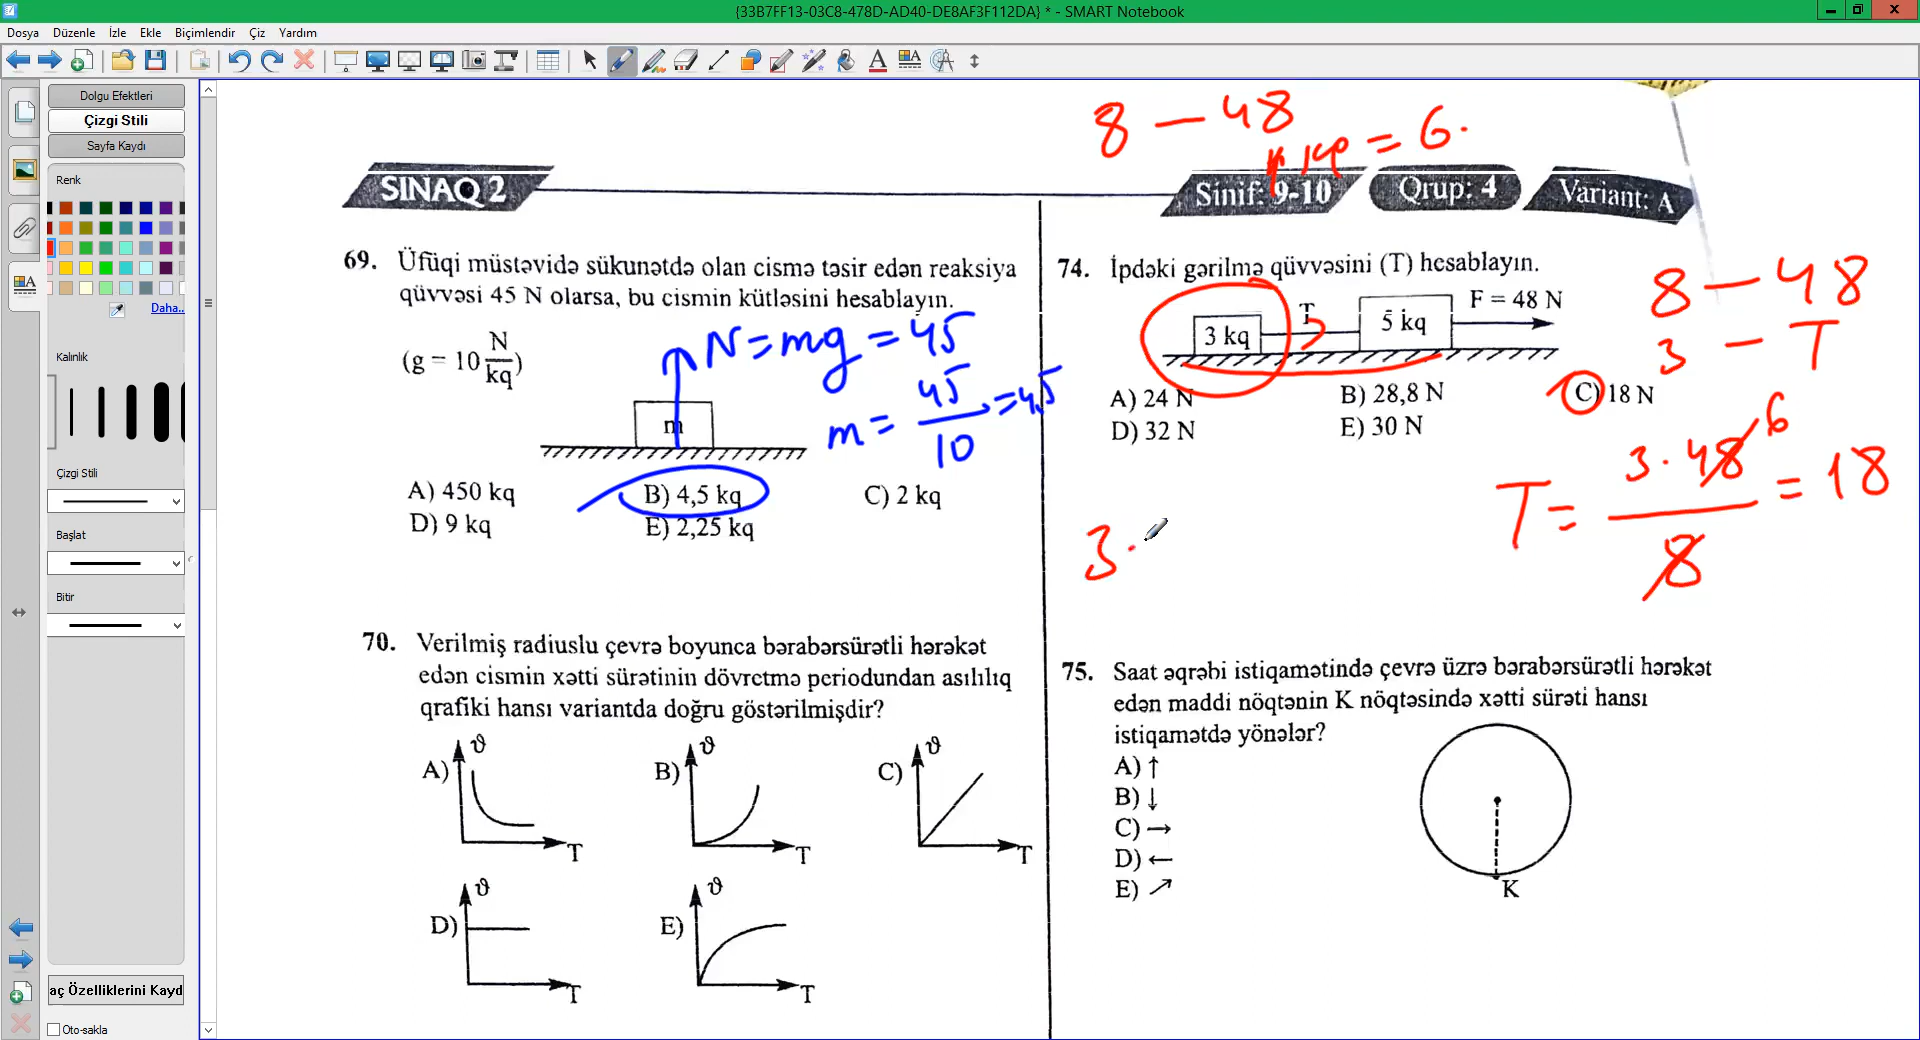 {33B7FF13-03C8-478D-AD40-DE8AF3F112DA} * - SMART Notebook
Dosya Düzenle İzle Ekle Biçimlendir Çiz Yardım
Dolgu Efektleri
Çizgi Stili
Sayfa Kaydı
Renk
Daha..
Kalınlık
Çizgi Stili
Başlat
Bitir
aç Özelliklerini Kayd
Oto-sakla
8 — 48
1 kq = 6.
SINAQ 2
Sinif: 9-10 Qrup: 4 Variant: A
69. Üfüqi müstəvidə sükunətdə olan cismə təsir edən reaksiya
qüvvəsi 45 N olarsa, bu cismin kütləsini hesablayın.
(g = 10 N/kq)
N = mg = 45
m = 45/10 = 4,5
m
A) 450 kq B) 4,5 kq C) 2 kq
D) 9 kq E) 2,25 kq
70. Verilmiş radiuslu çevrə boyunca bərabərsürətli hərəkət
edən cismin xətti sürətinin dövretmə periodundan asılılıq
qrafiki hansı variantda doğru göstərilmişdir?
A) ϑ T B) ϑ T C) ϑ T
D) ϑ T E) ϑ T
74. İpdəki gərilmə qüvvəsini (T) hesablayın.
3 kq T 5 kq F = 48 N
A) 24 N B) 28,8 N C) 18 N
D) 32 N E) 30 N
8 — 48
3 — T
T = 3 · 48/8 = 18
6
3 ·
75. Saat əqrəbi istiqamətində çevrə üzrə bərabərsürətli hərəkət
edən maddi nöqtənin K nöqtəsində xətti sürəti hansı
istiqamətdə yönələr?
A) ↑
B) ↓
C) →
D) ←
E) ↗
K